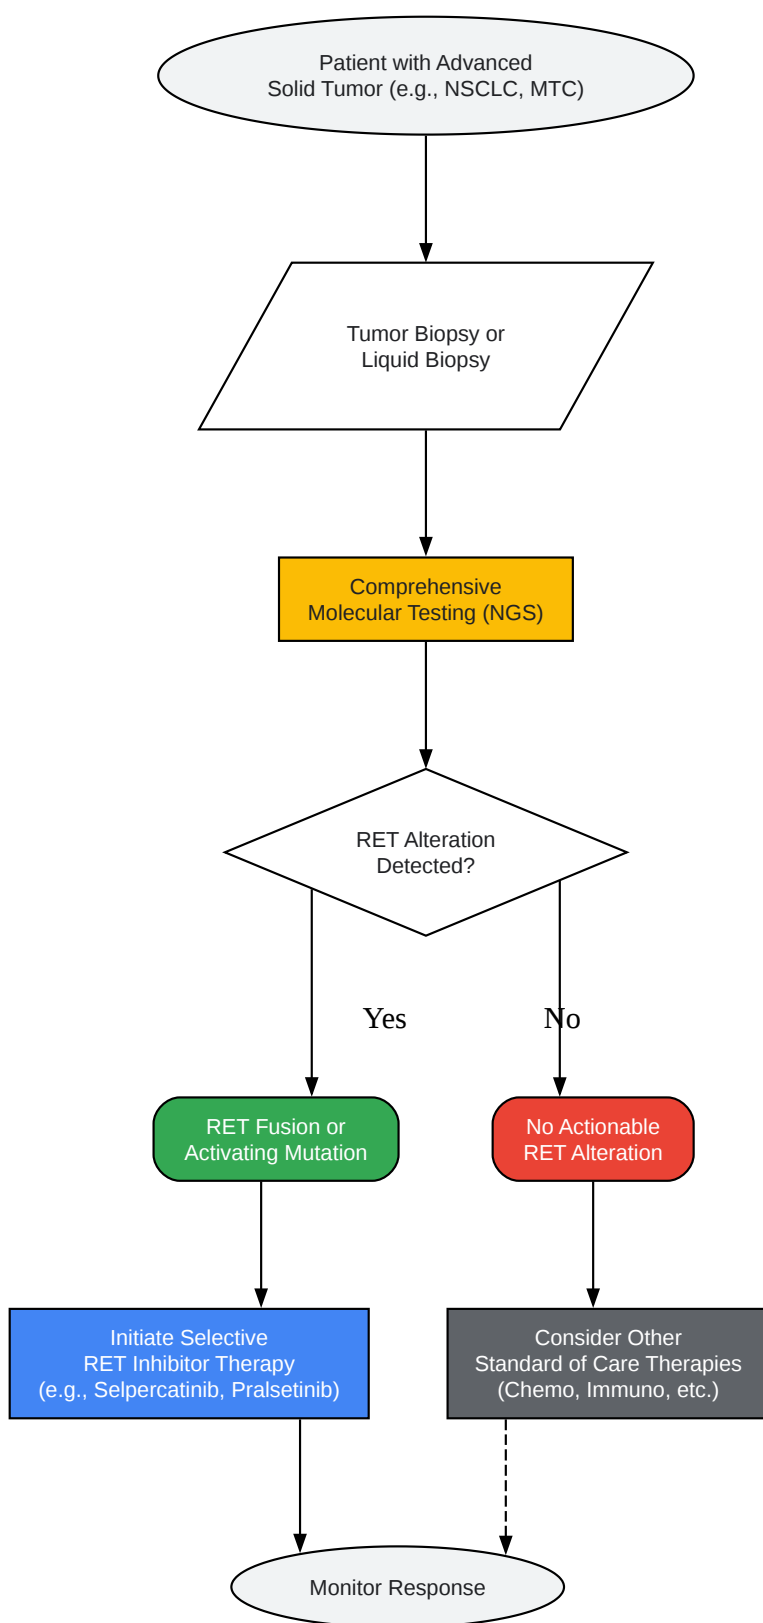 Patient with Advanced
Solid Tumor (e.g., NSCLC, MTC)
Tumor Biopsy or
Liquid Biopsy
Comprehensive
Molecular Testing (NGS)
RET Alteration
Detected?
Yes
No
RET Fusion or
Activating Mutation
No Actionable
RET Alteration
Initiate Selective
RET Inhibitor Therapy
(e.g., Selpercatinib, Pralsetinib)
Consider Other
Standard of Care Therapies
(Chemo, Immuno, etc.)
Monitor Response